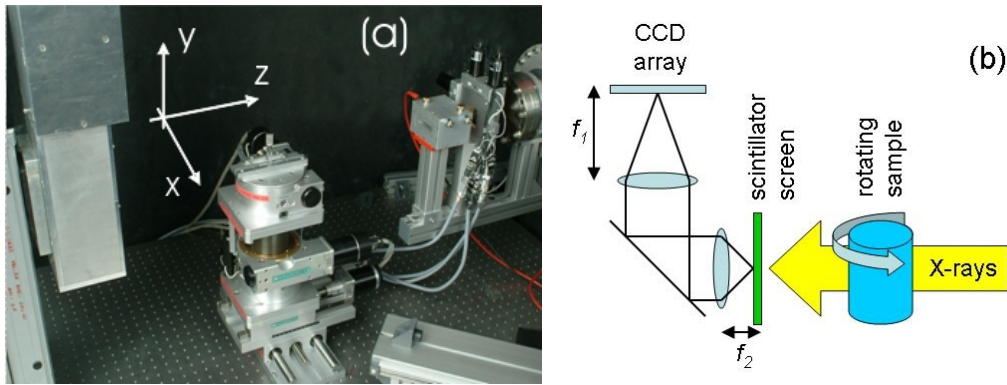 (a)
y
z
x
CCD
array
(b)
f1
scintillator
screen
rotating
sample
X-rays
f2